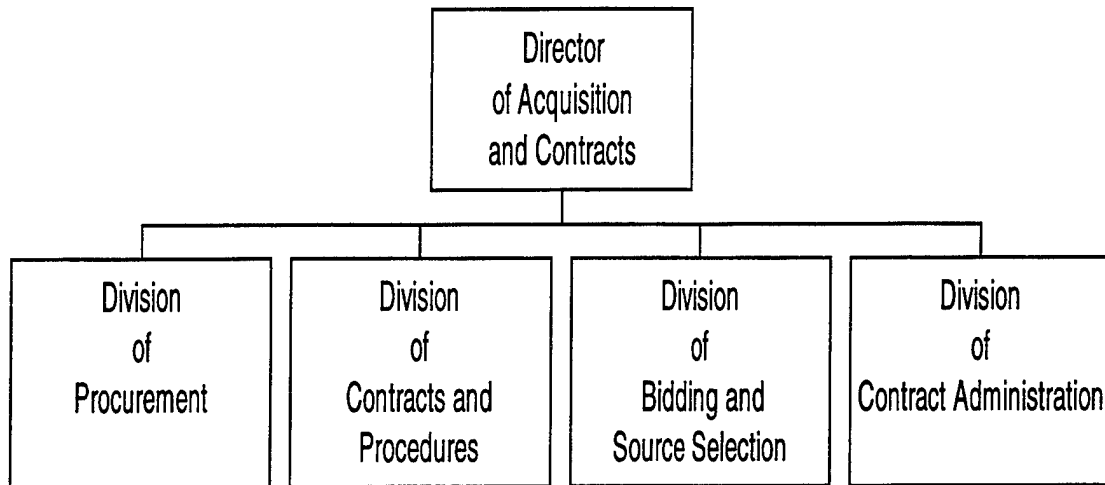 Director
of Acquisition
and Contracts
Division
of
Procurement
Division
of
Contracts and
Procedures
Division
of
Bidding and
Source Selection
Division
of
Contract Administration